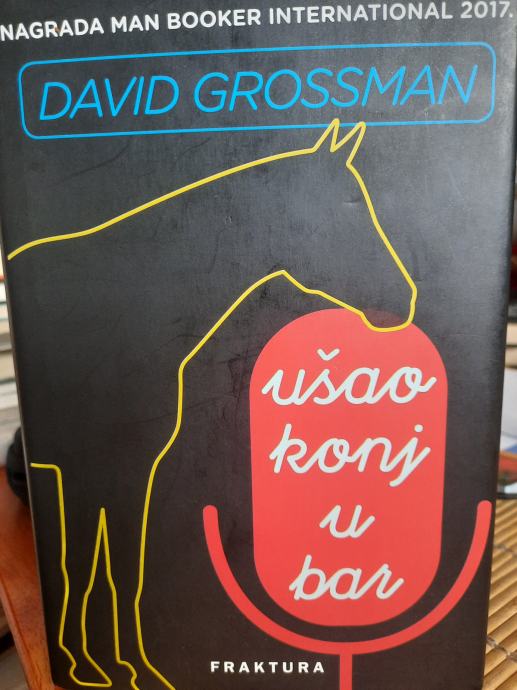 NAGRADA MAN BOOKER INTERNATIONAL 2017.
DAVID GROSSMAN
ušao
konj
u
bar
FRAKTURA